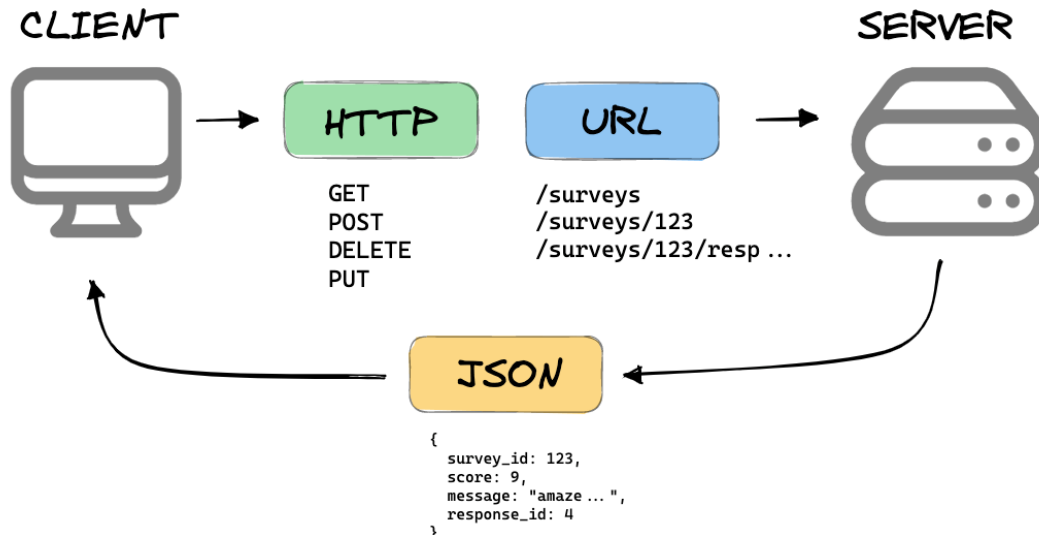 CLIENT
SERVER
HTTP
URL
GET
POST
DELETE
PUT
/surveys
/surveys/123
/surveys/123/resp...
JSON
{
survey_id: 123,
score: 9,
message: "amaze...",
response_id: 4
}